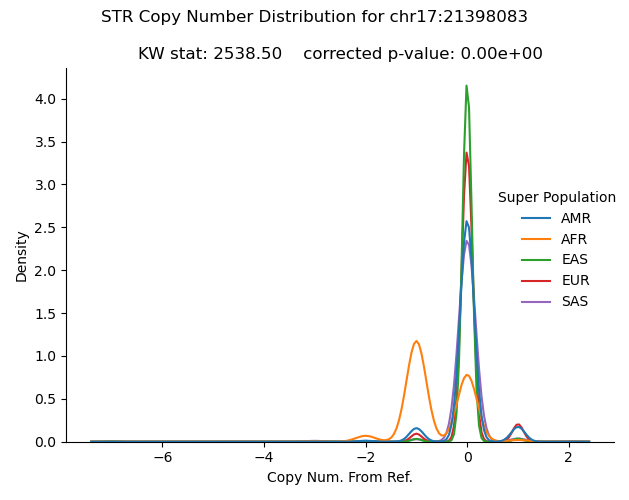 STR Copy Number Distribution for chr17:21398083
KW stat: 2538.50    corrected p-value: 0.00e+00
4.0
3.5
3.0
2.5
2.0
1.5
1.0
0.5
0.0
Density
Super Population
AMR
AFR
EAS
EUR
SAS
−6
−4
−2
0
2
Copy Num. From Ref.